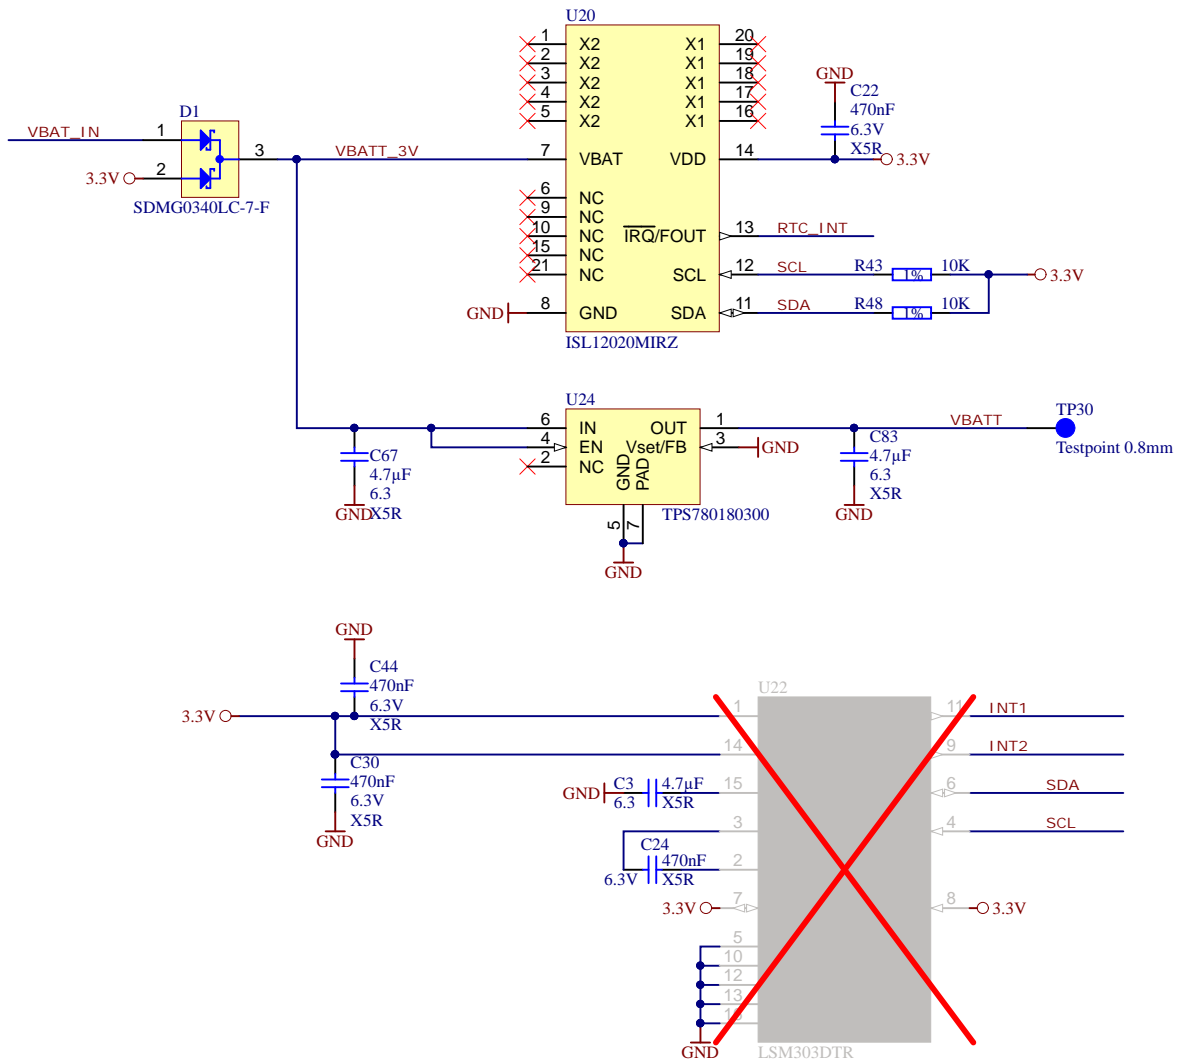 U20
1 X2 X1 20
2 X2 X1 19
3 X2 X1 18
4 X2 X1 17
5 X2 X1 16
GND
C22
470nF
6.3V
X5R
D1
VBAT_IN 1
3.3V 2
3 VBATT_3V 7 VBAT VDD 14 3.3V
SDMG0340LC-7-F
6 NC
9 NC
10 NC IRQ/FOUT 13 RTC_INT
15 NC
21 NC SCL 12 SCL R43 1% 10K 3.3V
GND 8 GND SDA 11 SDA R48 1% 10K
ISL12020MIRZ
U24
6 IN OUT 1 VBATT TP30
4 EN Vset/FB 3 GND
2 NC
Testpoint 0.8mm
GND
PAD
5
7
GND
TPS780180300
C67
4.7µF
6.3
X5R
GND
C83
4.7µF
6.3
X5R
GND
GND
C44
470nF
6.3V
X5R
3.3V
C30
470nF
6.3V
X5R
GND
U22
1 11 INT1
14 9 INT2
GND C3 4.7µF 15 6 SDA
6.3 X5R
3 4 SCL
C24 470nF 2
6.3V X5R
3.3V 7 8 3.3V
5
10
12
13
GND
LSM303DTR